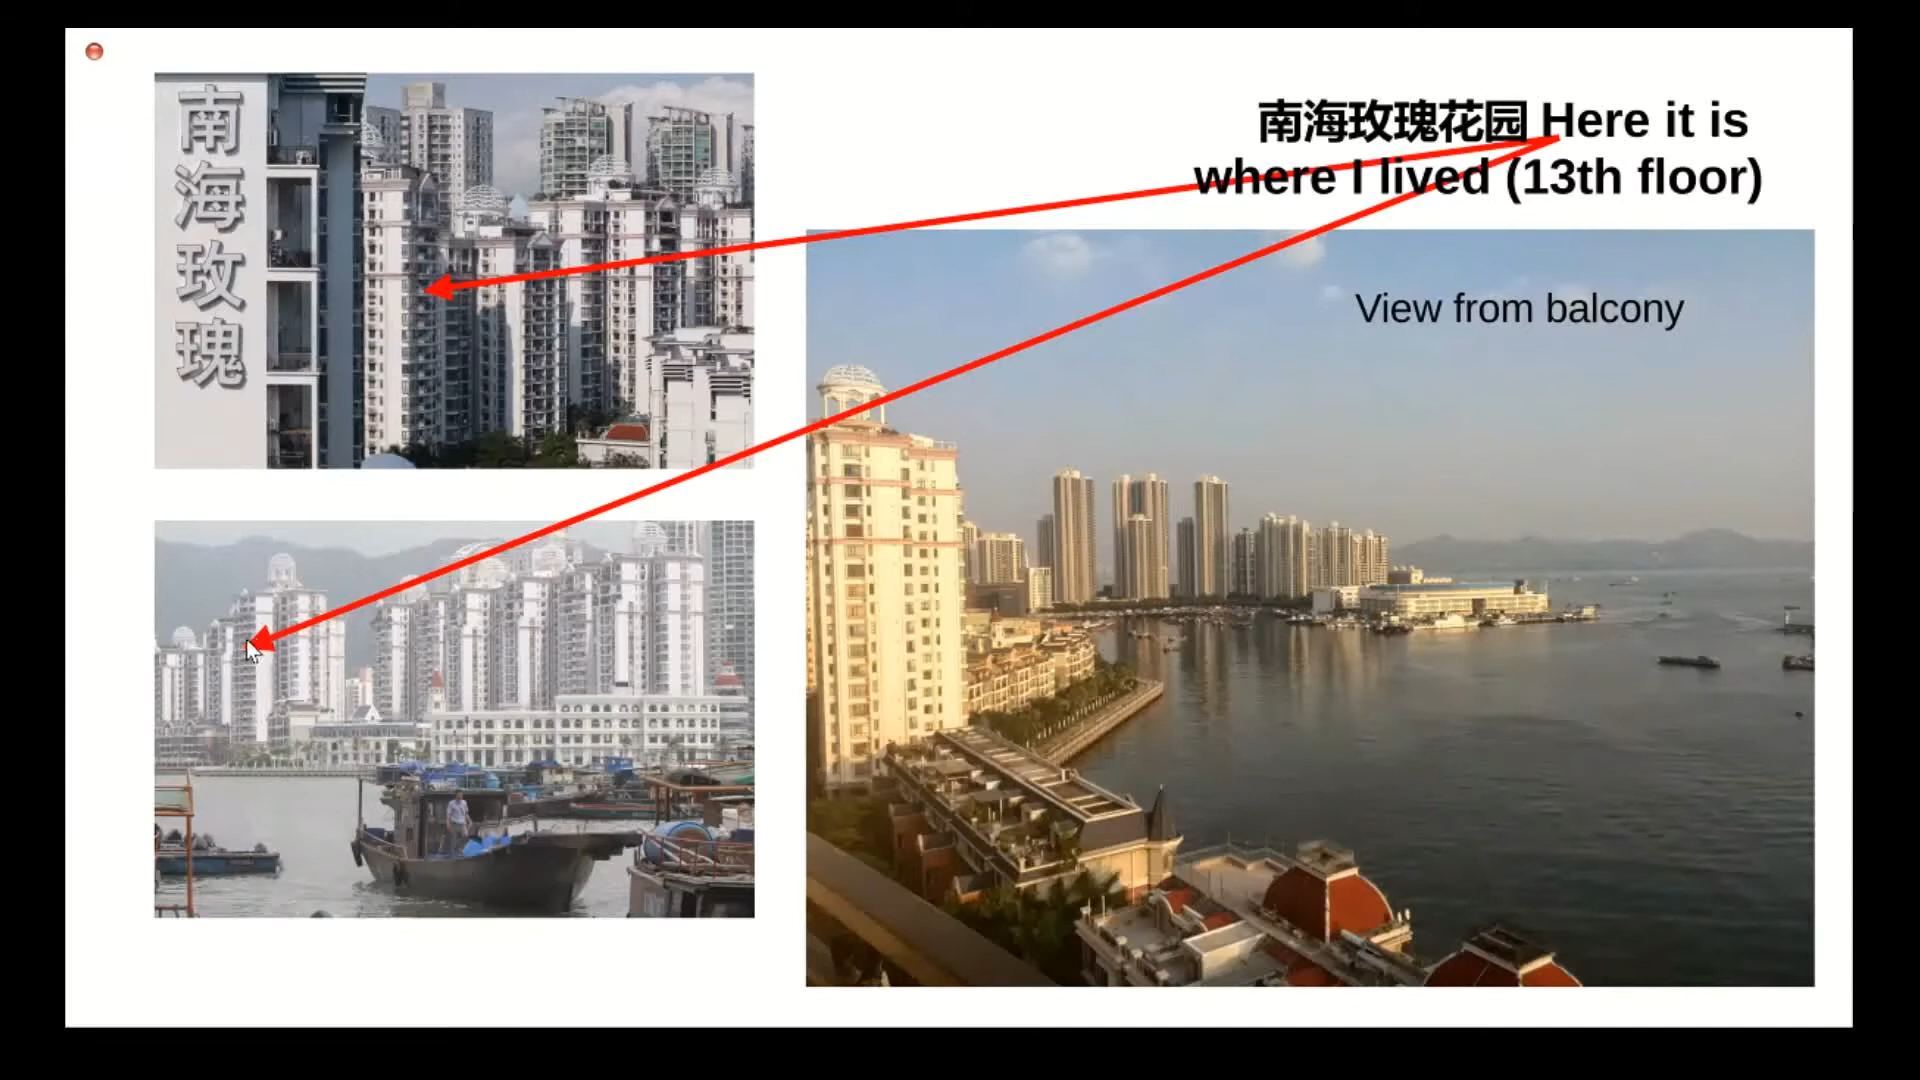 南海玫瑰
南海玫瑰花园 Here it is
where I lived (13th floor)
View from balcony